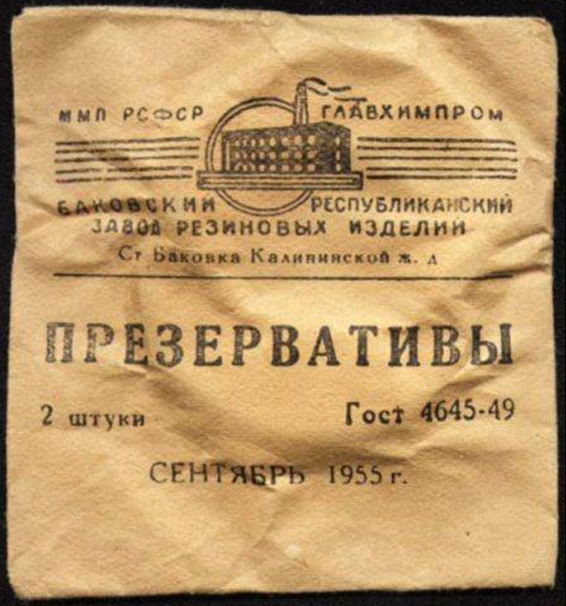 ММП РСФСР ГЛАВХИМПРОМ
БАКОВСКИЙ РЕСПУБЛИКАНСКИЙ
ЗАВОД РЕЗИНОВЫХ ИЗДЕЛИЙ
Ст Баковка Калининской ж. д
ПРЕЗЕРВАТИВЫ
2 штуки Гост 4645-49
СЕНТЯБРЬ 1955 г.